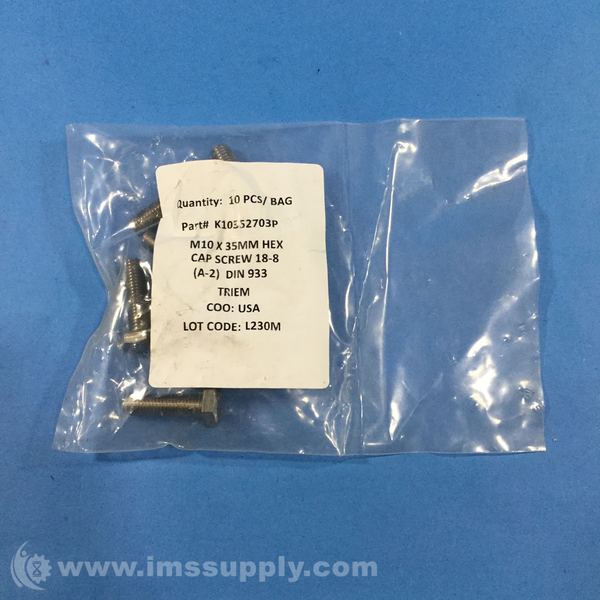 Quantity: 10 PCS/ BAG
Part# K10352703P
M10 X 35MM HEX
CAP SCREW 18-8
(A-2) DIN 933
TRIEM
COO: USA
LOT CODE: L230M
www.imssupply.com